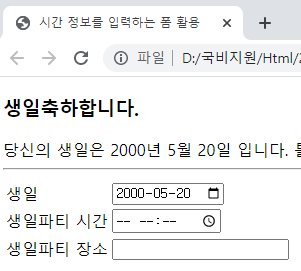 시간 정보를 입력하는 폼 활용
파일 D:/국비지원/Html/
생일축하합니다.
당신의 생일은 2000년 5월 20일 입니다.
생일 2000-05-20
생일파티 시간 -- --:--
생일파티 장소